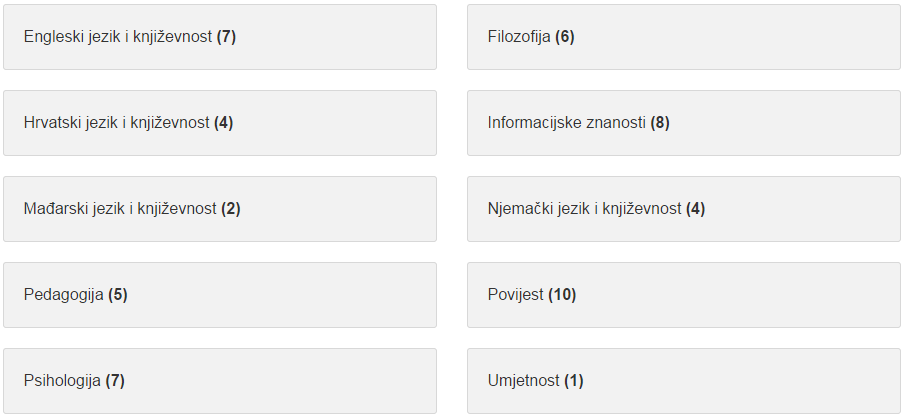 Engleski jezik i književnost (7)
Filozofija (6)
Hrvatski jezik i književnost (4)
Informacijske znanosti (8)
Mađarski jezik i književnost (2)
Njemački jezik i književnost (4)
Pedagogija (5)
Povijest (10)
Psihologija (7)
Umjetnost (1)